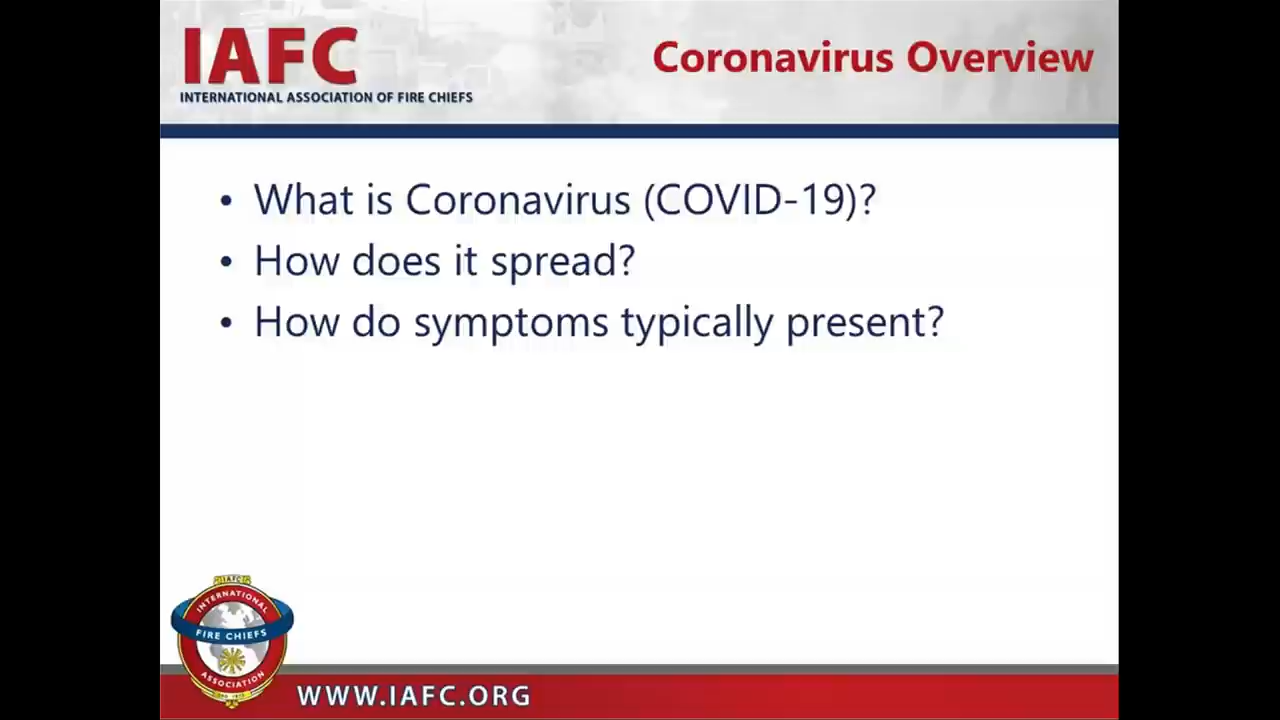 IAFC
INTERNATIONAL ASSOCIATION OF FIRE CHIEFS
Coronavirus Overview
• What is Coronavirus (COVID-19)?
• How does it spread?
• How do symptoms typically present?
IAFC
INTERNATIONAL
FIRE CHIEFS
ASSOCIATION
WWW.IAFC.ORG